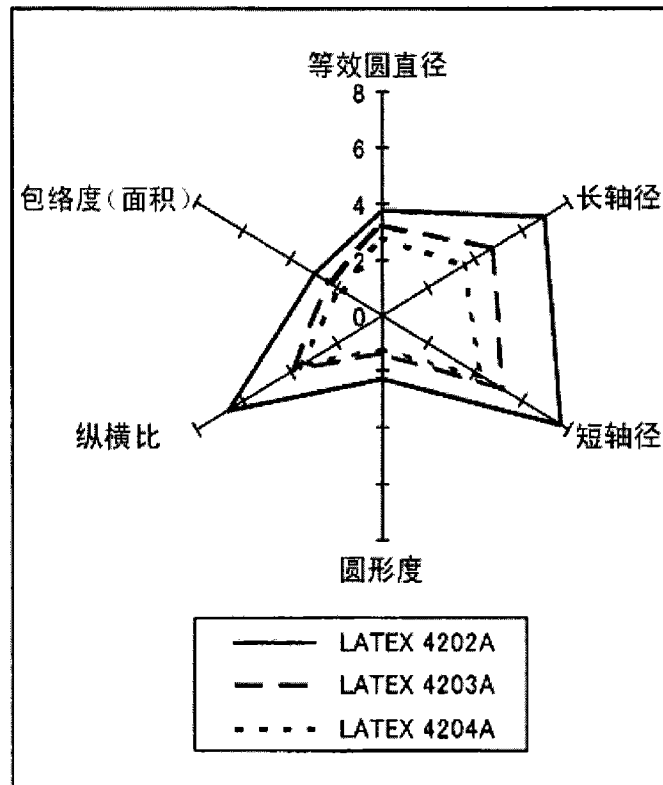 等效圆直径
8
6
包络度(面积)
4
长轴径
2
0
纵横比
短轴径
圆形度
LATEX 4202A
LATEX 4203A
LATEX 4204A